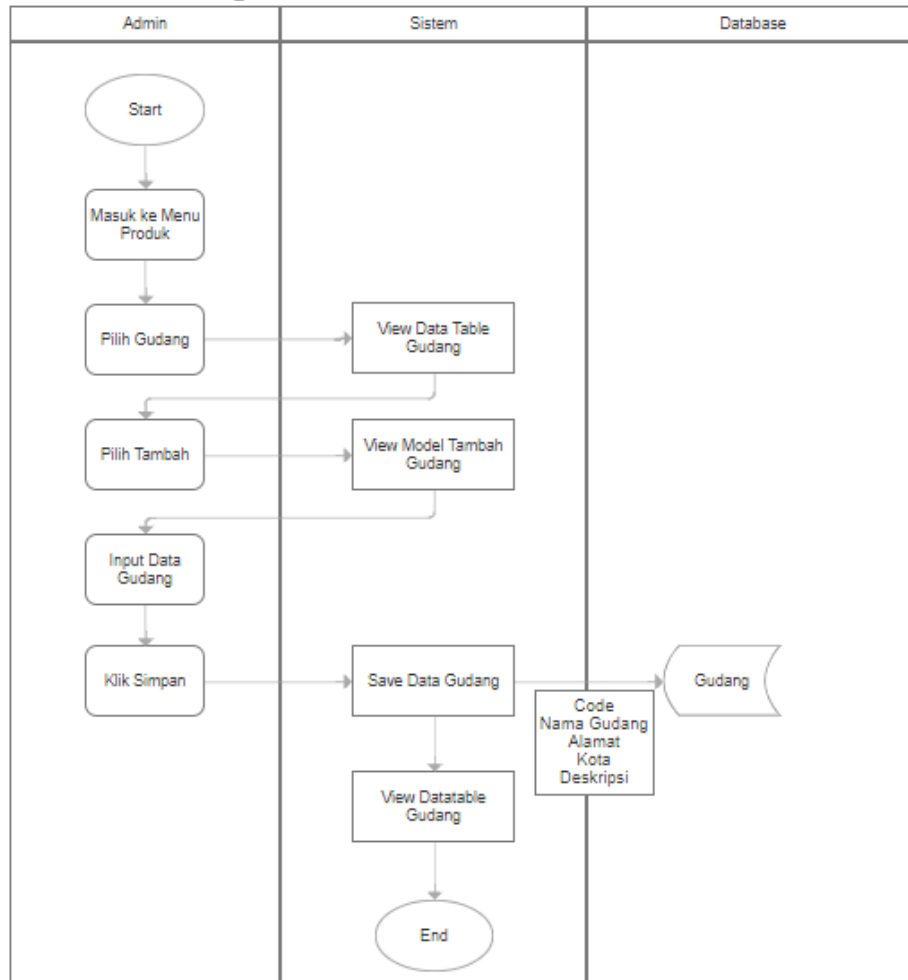 Admin
Sistem
Database
Start
Masuk ke Menu
Produk
Pilih Gudang
View Data Table
Gudang
Pilih Tambah
View Model Tambah
Gudang
Input Data
Gudang
Klik Simpan
Save Data Gudang
Gudang
Code
Nama Gudang
Alamat
Kota
Deskripsi
View Datatable
Gudang
End